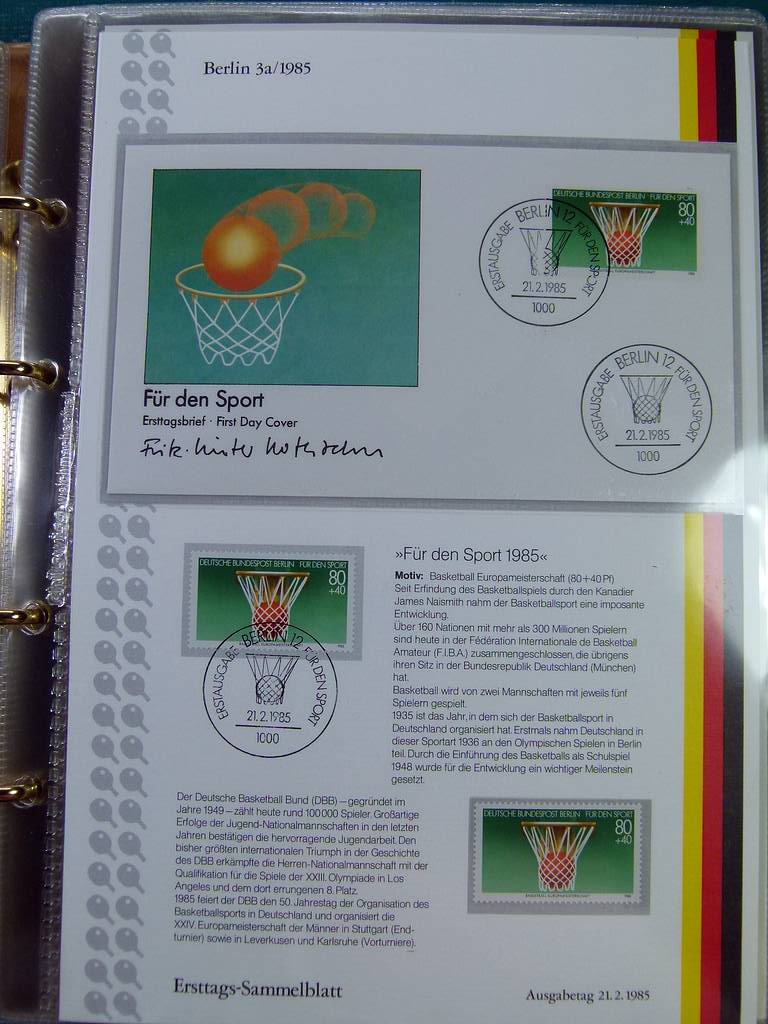 Berlin 3a/1985
DEUTSCHE BUNDESPOST BERLIN · FÜR DEN SPORT
80
+40
ERSTAUSGABE BERLIN 12 FÜR DEN SPORT
21.2.1985
1000
ERSTAUSGABE BERLIN 12 FÜR DEN SPORT
21.2.1985
1000
Für den Sport
Ersttagsbrief · First Day Cover
DEUTSCHE BUNDESPOST BERLIN FÜR DEN SPORT
80
+40
ERSTAUSGABE BERLIN 12 FÜR DEN SPORT
21.2.1985
1000
»Für den Sport 1985«
Motiv: Basketball Europameisterschaft (80+40 Pf)
Seit Erfindung des Basketballspiels durch den Kanadier
James Naismith nahm der Basketballsport eine imposante
Entwicklung.
Über 160 Nationen mit mehr als 300 Millionen Spielern
sind heute in der Fédération Internationale de Basketball
Amateur (F.I.B.A.) zusammengeschlossen, die übrigens
ihren Sitz in der Bundesrepublik Deutschland (München)
hat.
Basketball wird von zwei Mannschaften mit jeweils fünf
Spielern gespielt.
1935 ist das Jahr, in dem sich der Basketballsport in
Deutschland organisiert hat. Erstmals nahm Deutschland in
dieser Sportart 1936 an den Olympischen Spielen in Berlin
teil. Durch die Einführung des Basketballs als Schulspiel
1948 wurde für die Entwicklung ein wichtiger Meilenstein
gesetzt.
Der Deutsche Basketball Bund (DBB) – gegründet im
Jahre 1949 – zählt heute rund 100 000 Spieler. Großartige
Erfolge der Jugend-Nationalmannschaften in den letzten
Jahren bestätigen die hervorragende Jugendarbeit. Den
bisher größten internationalen Triumph in der Geschichte
des DBB erkämpfte die Herren-Nationalmannschaft mit der
Qualifikation für die Spiele der XXIII. Olympiade in Los
Angeles und dem dort errungenen 8. Platz.
1985 feiert der DBB den 50. Jahrestag der Organisation des
Basketballsports in Deutschland und organisiert die
XXIV. Europameisterschaft der Männer in Stuttgart (End-
turnier) sowie in Leverkusen und Karlsruhe (Vorturniere).
DEUTSCHE BUNDESPOST BERLIN FÜR DEN SPORT
80
+40
BASKETBALL EUROPAMEISTERSCHAFT
Ersttags-Sammelblatt
Ausgabetag 21.2.1985